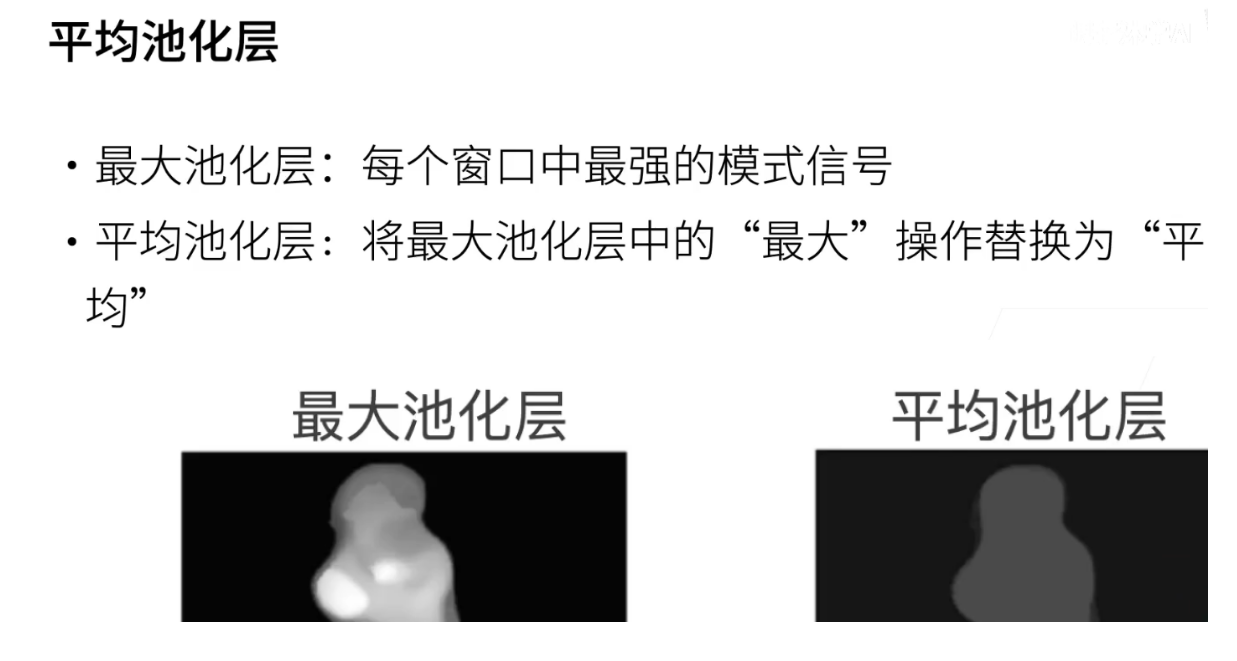 平均池化层
• 最大池化层：每个窗口中最强的模式信号
• 平均池化层：将最大池化层中的“最大”操作替换为“平
均”
最大池化层
平均池化层